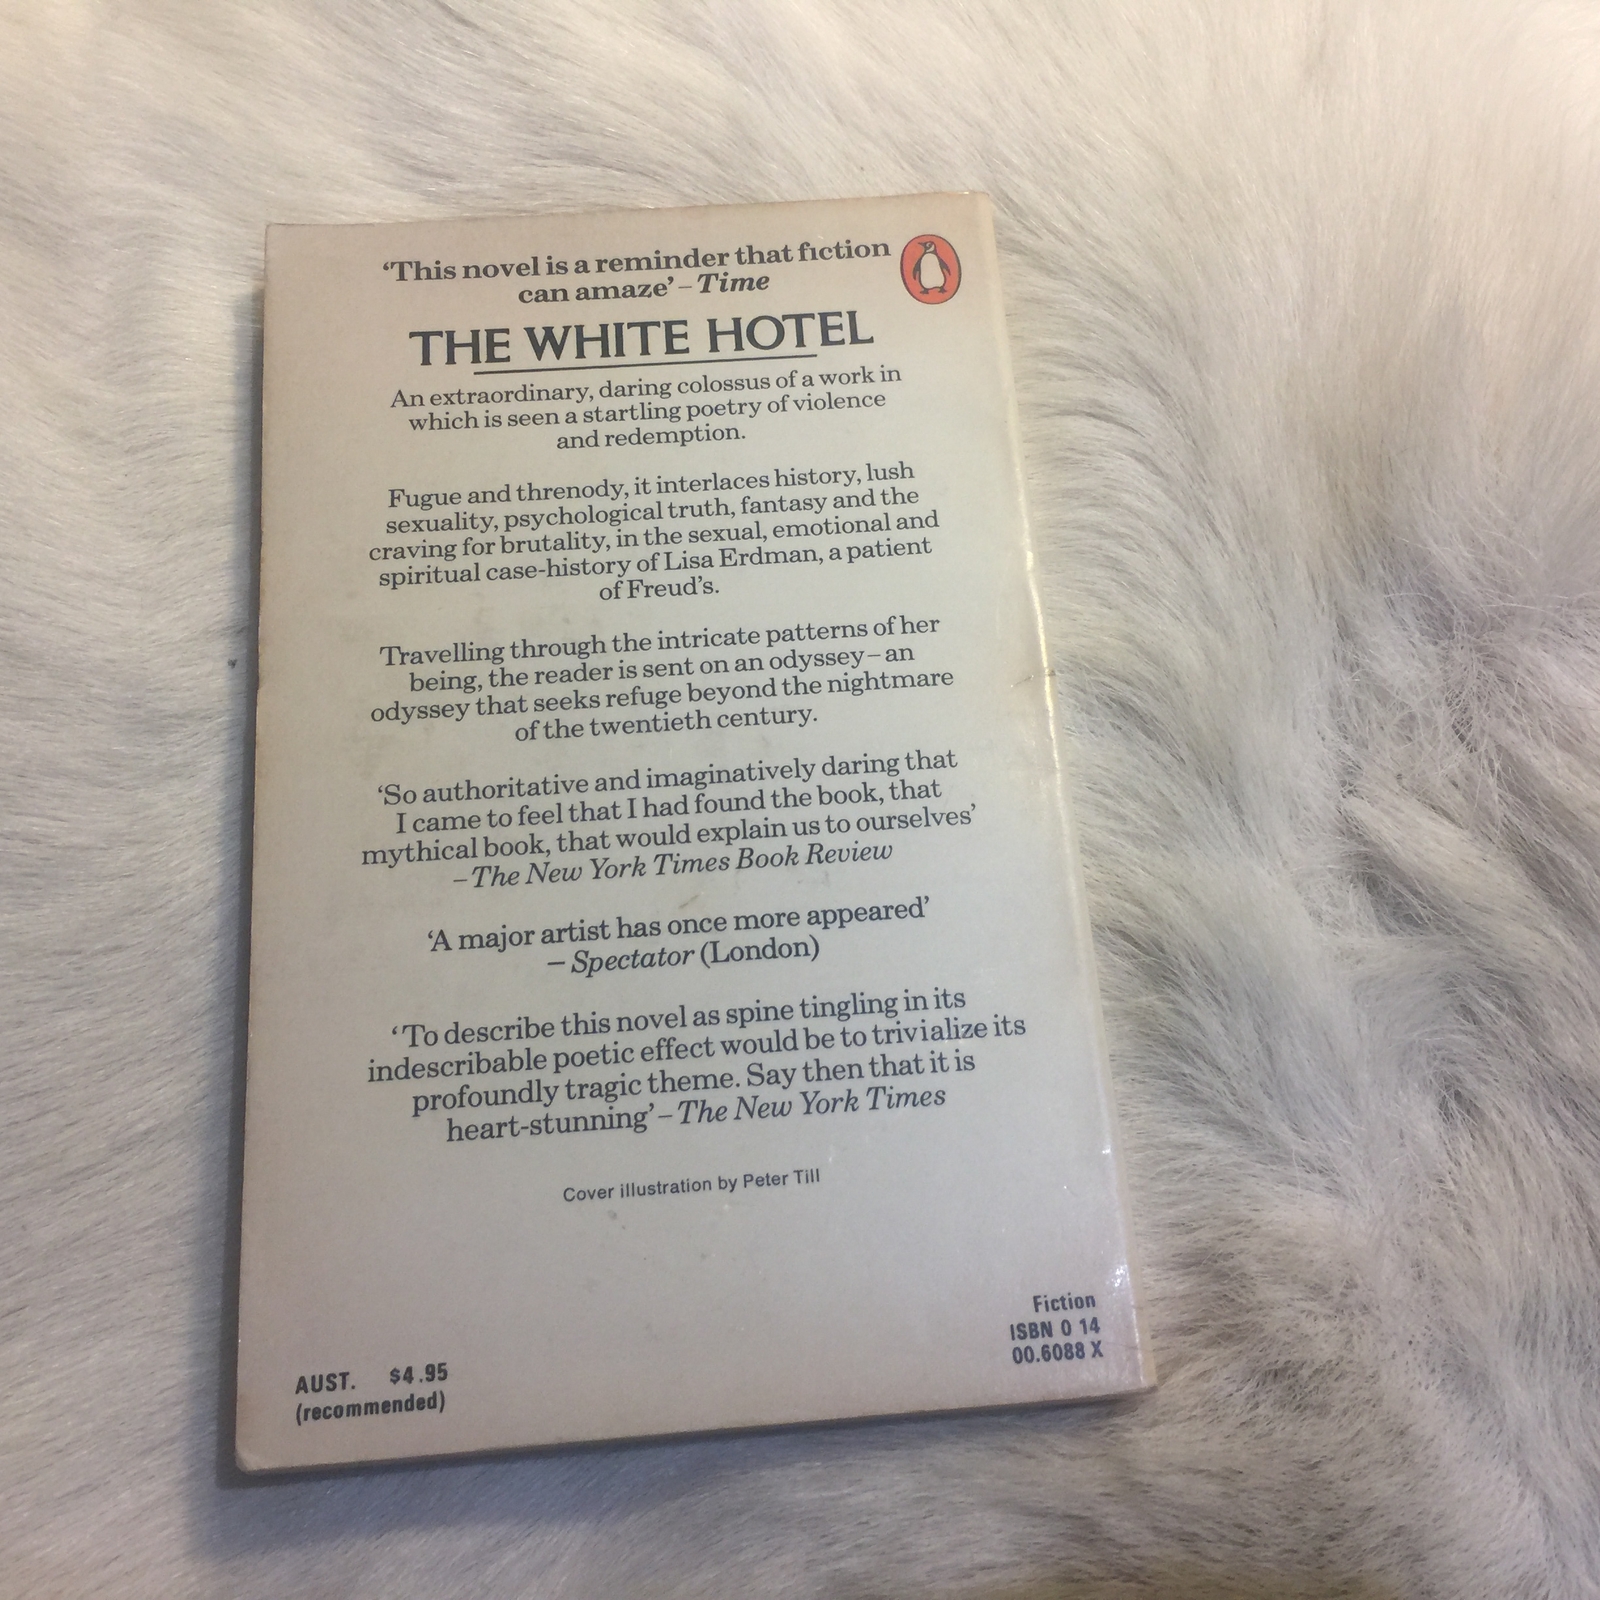 ‘This novel is a reminder that fiction
can amaze’ – Time
THE WHITE HOTEL
An extraordinary, daring colossus of a work in
which is seen a startling poetry of violence
and redemption.
Fugue and threnody, it interlaces history, lush
sexuality, psychological truth, fantasy and the
craving for brutality, in the sexual, emotional and
spiritual case-history of Lisa Erdman, a patient
of Freud’s.
Travelling through the intricate patterns of her
being, the reader is sent on an odyssey – an
odyssey that seeks refuge beyond the nightmare
of the twentieth century.
‘So authoritative and imaginatively daring that
I came to feel that I had found the book, that
mythical book, that would explain us to ourselves’
– The New York Times Book Review
‘A major artist has once more appeared’
– Spectator (London)
‘To describe this novel as spine tingling in its
indescribable poetic effect would be to trivialize its
profoundly tragic theme. Say then that it is
heart-stunning’ – The New York Times
Cover illustration by Peter Till
Fiction
ISBN 0 14
00.6088 X
AUST. $4.95
(recommended)